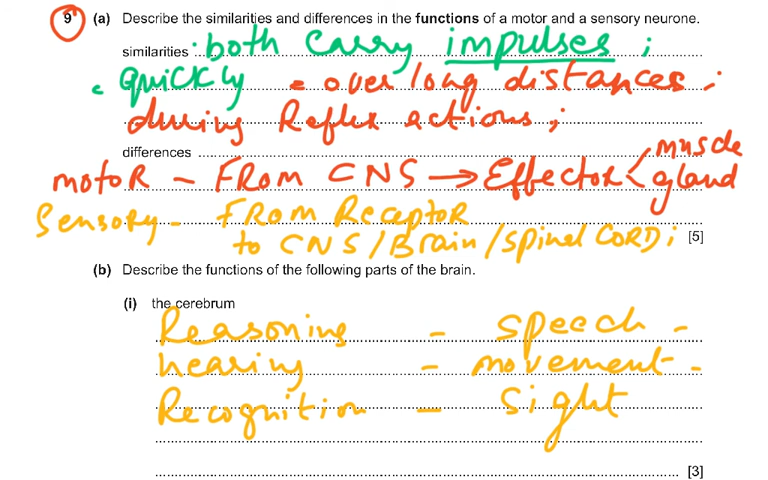 9 (a) Describe the similarities and differences in the functions of a motor and a sensory neurone.
similarities both carry impulses ;
quickly - over long distances ;
during Reflex actions ;
differences muscle
motor - FROM CNS → Effector < gland
Sensory - FROM Receptor
to CNS/Brain/Spinel CORD ; [5]
(b) Describe the functions of the following parts of the brain.
(i) the cerebrum
Reasoning - speech -
hearing - movement -
Recognition - Sight
[3]